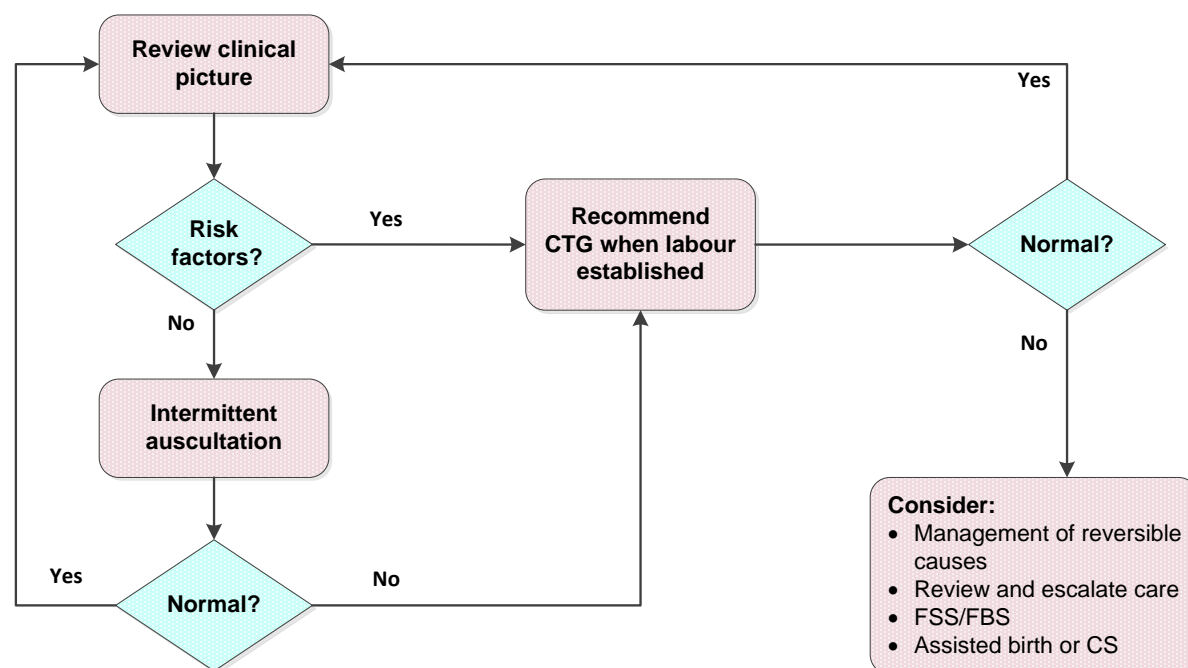 Review clinical
picture
Yes
Risk
factors?
Yes
Recommend
CTG when labour
established
Normal?
No
No
Intermittent
auscultation
Consider:
• Management of reversible
causes
• Review and escalate care
• FSS/FBS
• Assisted birth or CS
Yes
Normal?
No